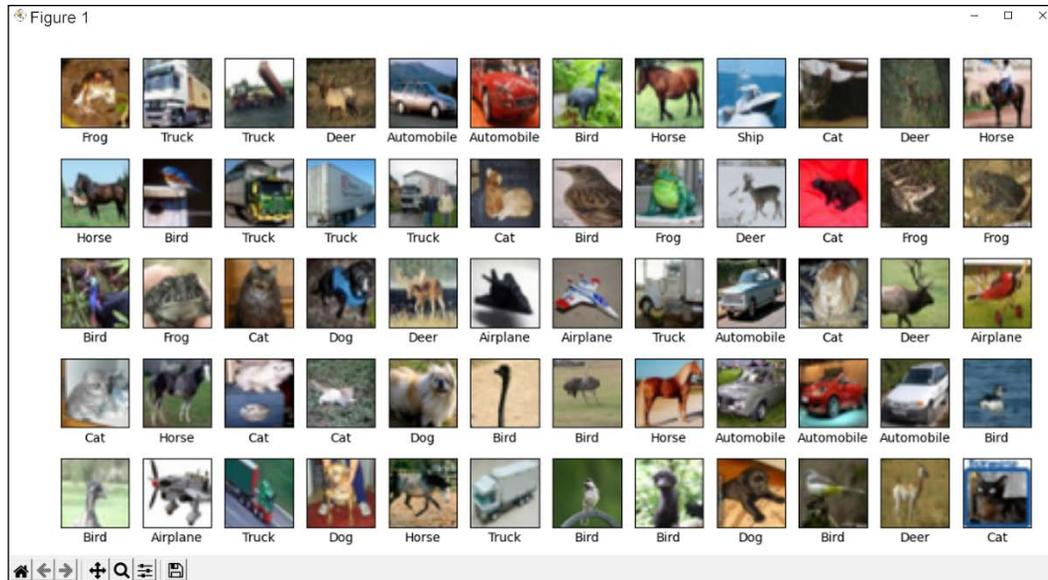 Figure 1
Frog Truck Truck Deer Automobile Automobile Bird Horse Ship Cat Deer Horse
Horse Bird Truck Truck Truck Cat Bird Frog Deer Cat Frog Frog
Bird Frog Cat Dog Deer Airplane Airplane Truck Automobile Cat Deer Airplane
Cat Horse Cat Cat Dog Bird Bird Horse Automobile Automobile Automobile Bird
Bird Airplane Truck Dog Horse Truck Bird Bird Dog Bird Deer Cat